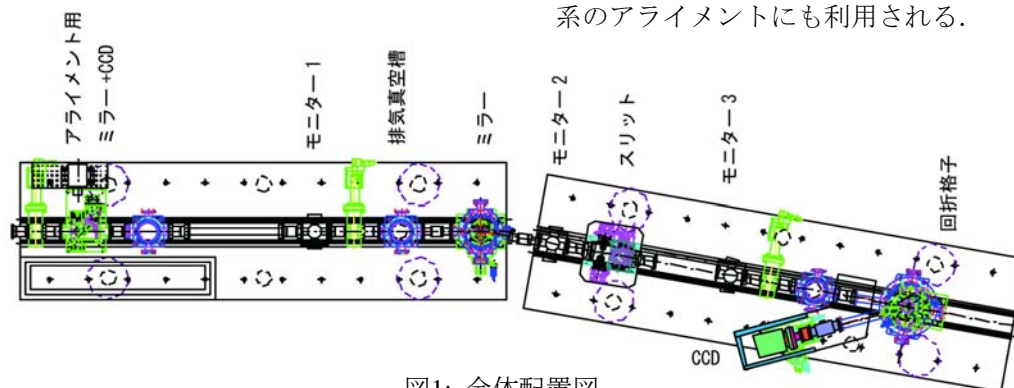 系のアライメントにも利用される.
アライメント用
ミラー+CCD
モニター1
排気真空槽
ミラー
モニター2
スリット
モニター3
回折格子
CCD
図1: 全体配置図